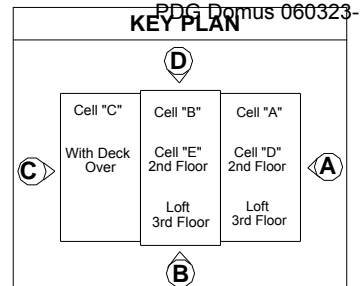 PDG Domus 060323-
KEY PLAN
D
Cell "C"
With Deck
Over
Cell "B"
Cell "E"
2nd Floor
Loft
3rd Floor
Cell "A"
Cell "D"
2nd Floor
Loft
3rd Floor
C
A
B